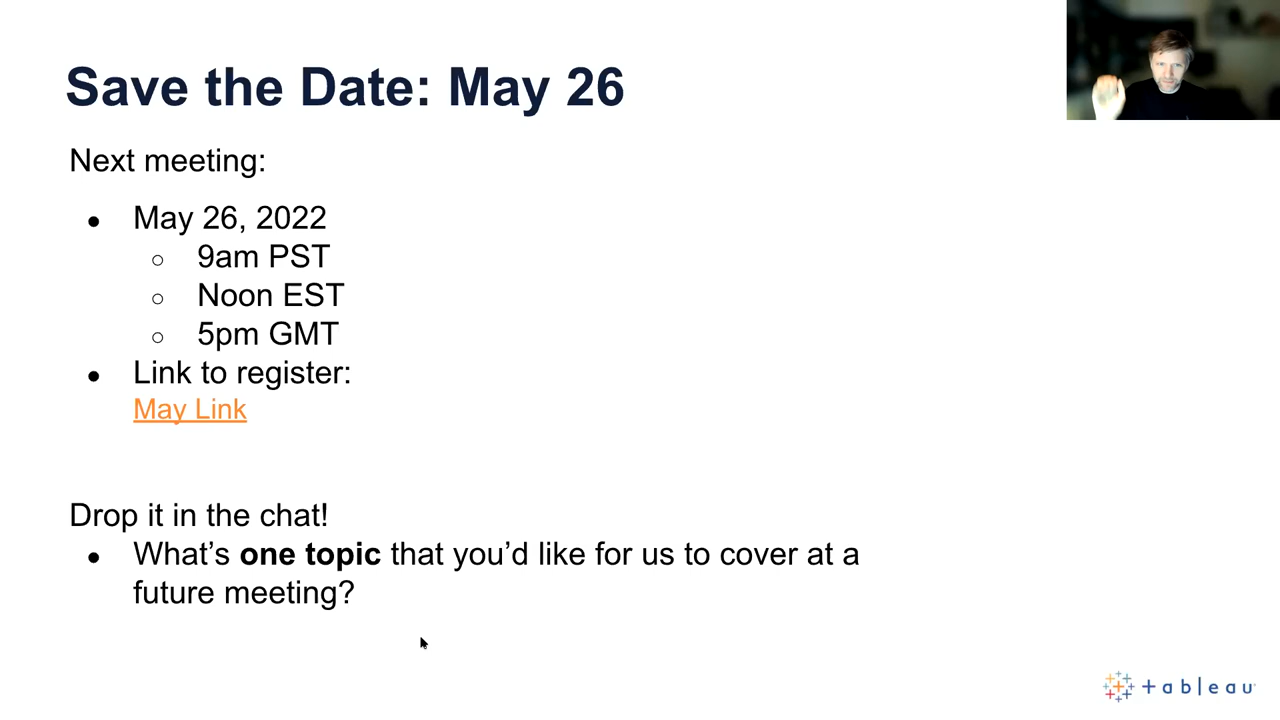 Save the Date: May 26
Next meeting:
● May 26, 2022
○ 9am PST
○ Noon EST
○ 5pm GMT
● Link to register:
May Link
Drop it in the chat!
● What's one topic that you'd like for us to cover at a
future meeting?
+ableau